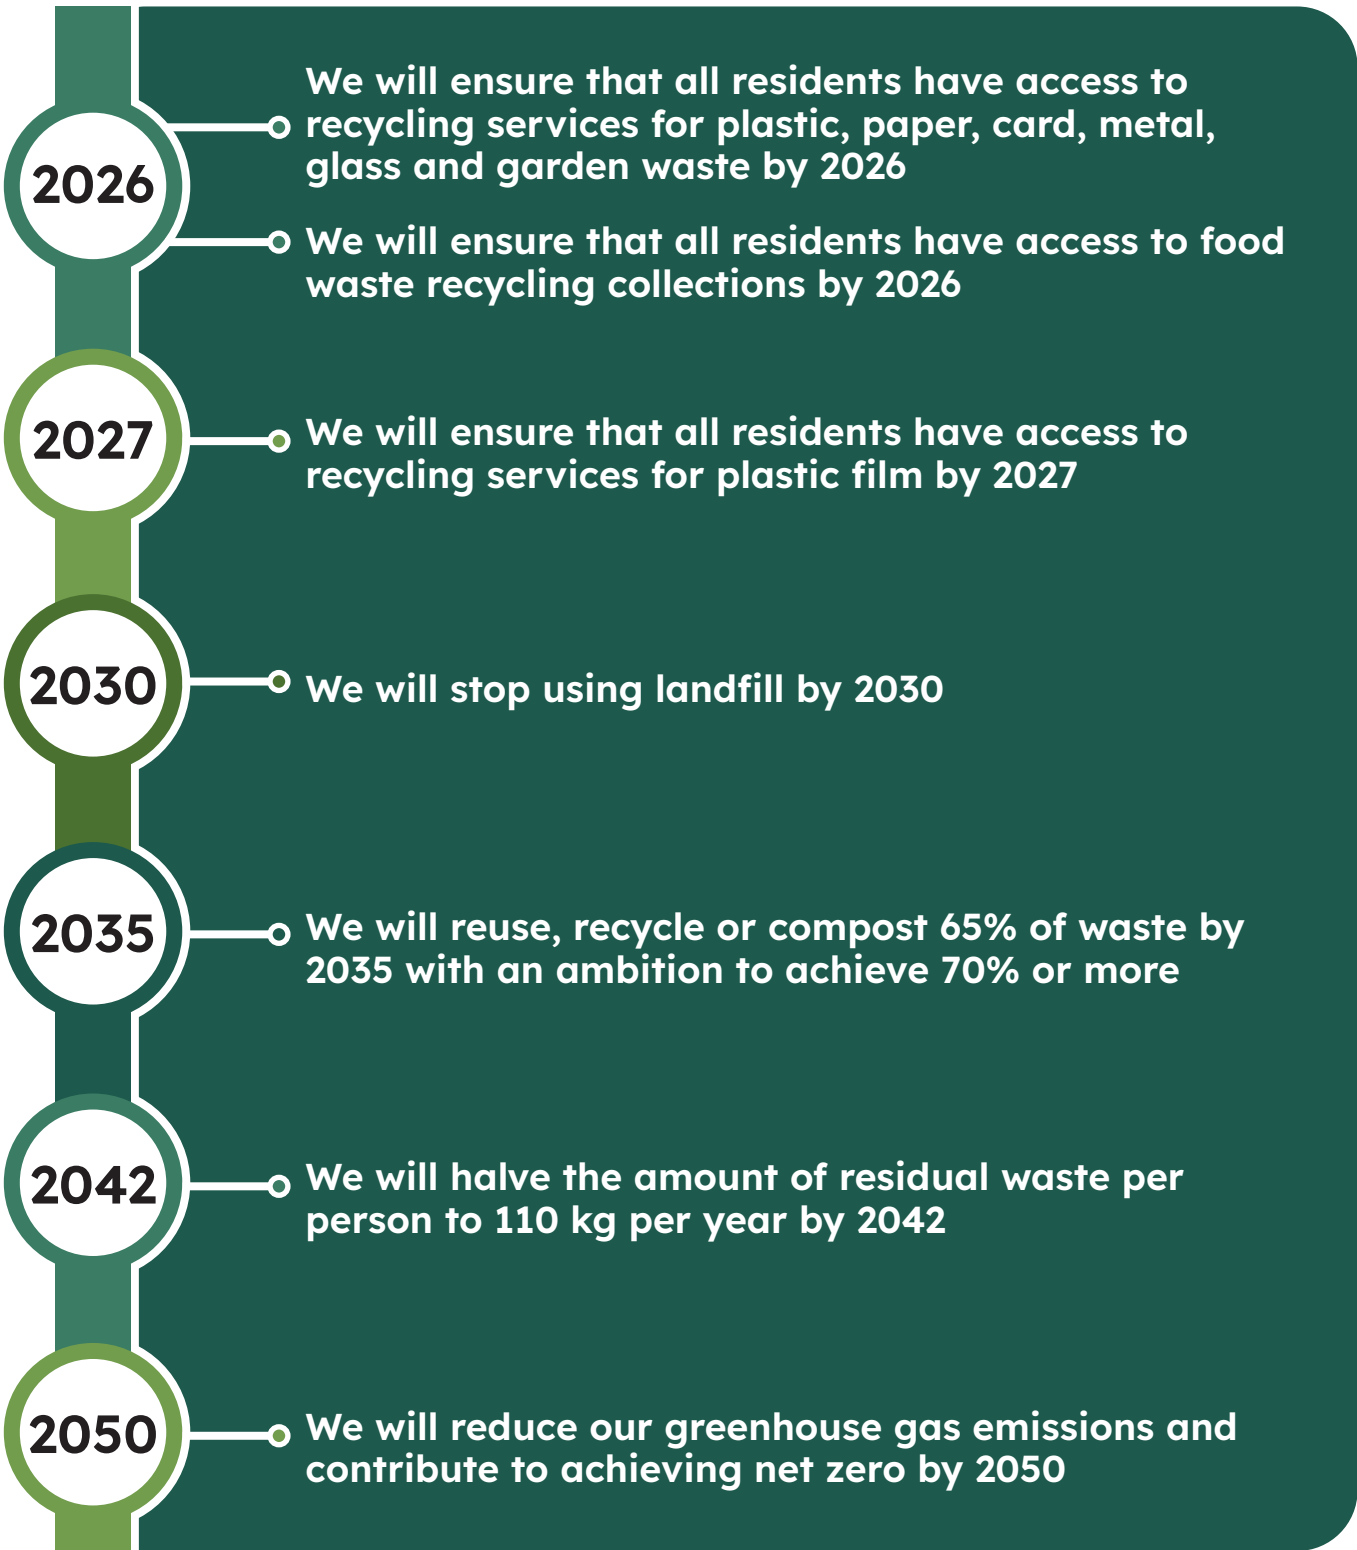 2026
We will ensure that all residents have access to
recycling services for plastic, paper, card, metal,
glass and garden waste by 2026
We will ensure that all residents have access to food
waste recycling collections by 2026
2027
We will ensure that all residents have access to
recycling services for plastic film by 2027
2030
We will stop using landfill by 2030
2035
We will reuse, recycle or compost 65% of waste by
2035 with an ambition to achieve 70% or more
2042
We will halve the amount of residual waste per
person to 110 kg per year by 2042
2050
We will reduce our greenhouse gas emissions and
contribute to achieving net zero by 2050